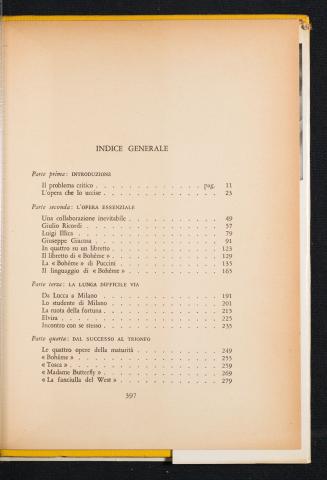 INDICE GENERALE
Parte prima: INTRODUZIONE
Il problema critico . . . . . . . . . . . . pag. 11
L'opera che lo uccise . . . . . . . . . . . . 23
Parte seconda: L'OPERA ESSENZIALE
Una collaborazione inevitabile . . . . . . . . . . . . 49
Giulio Ricordi . . . . . . . . . . . . 57
Luigi Illica . . . . . . . . . . . . 79
Giuseppe Giacosa . . . . . . . . . . . . 91
In quattro su un libretto . . . . . . . . . . . . 123
Il libretto di « Bohème » . . . . . . . . . . . . 129
La « Bohème » di Puccini . . . . . . . . . . . . 135
Il linguaggio di « Bohème » . . . . . . . . . . . . 165
Parte terza: LA LUNGA DIFFICILE VIA
Da Lucca a Milano . . . . . . . . . . . . 191
Lo studente di Milano . . . . . . . . . . . . 201
La ruota della fortuna . . . . . . . . . . . . 215
Elvira . . . . . . . . . . . . 225
Incontro con se stesso . . . . . . . . . . . . 235
Parte quarta: DAL SUCCESSO AL TRIONFO
Le quattro opere della maturità . . . . . . . . . . . . 249
« Bohème » . . . . . . . . . . . . 255
« Tosca » . . . . . . . . . . . . 259
« Madame Butterfly » . . . . . . . . . . . . 269
« La fanciulla del West » . . . . . . . . . . . . 279
397